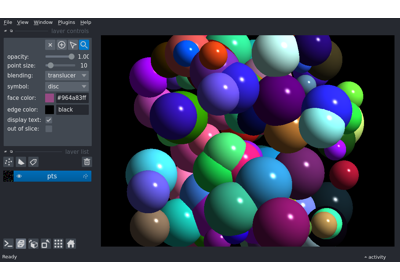 File View Window Plugins Help
layer controls
opacity: 1.00
point size: 10
blending: translucer
symbol: disc
face color: #964a83ff
edge color: black
display text:
out of slice:
layer list
pts
Ready
activity